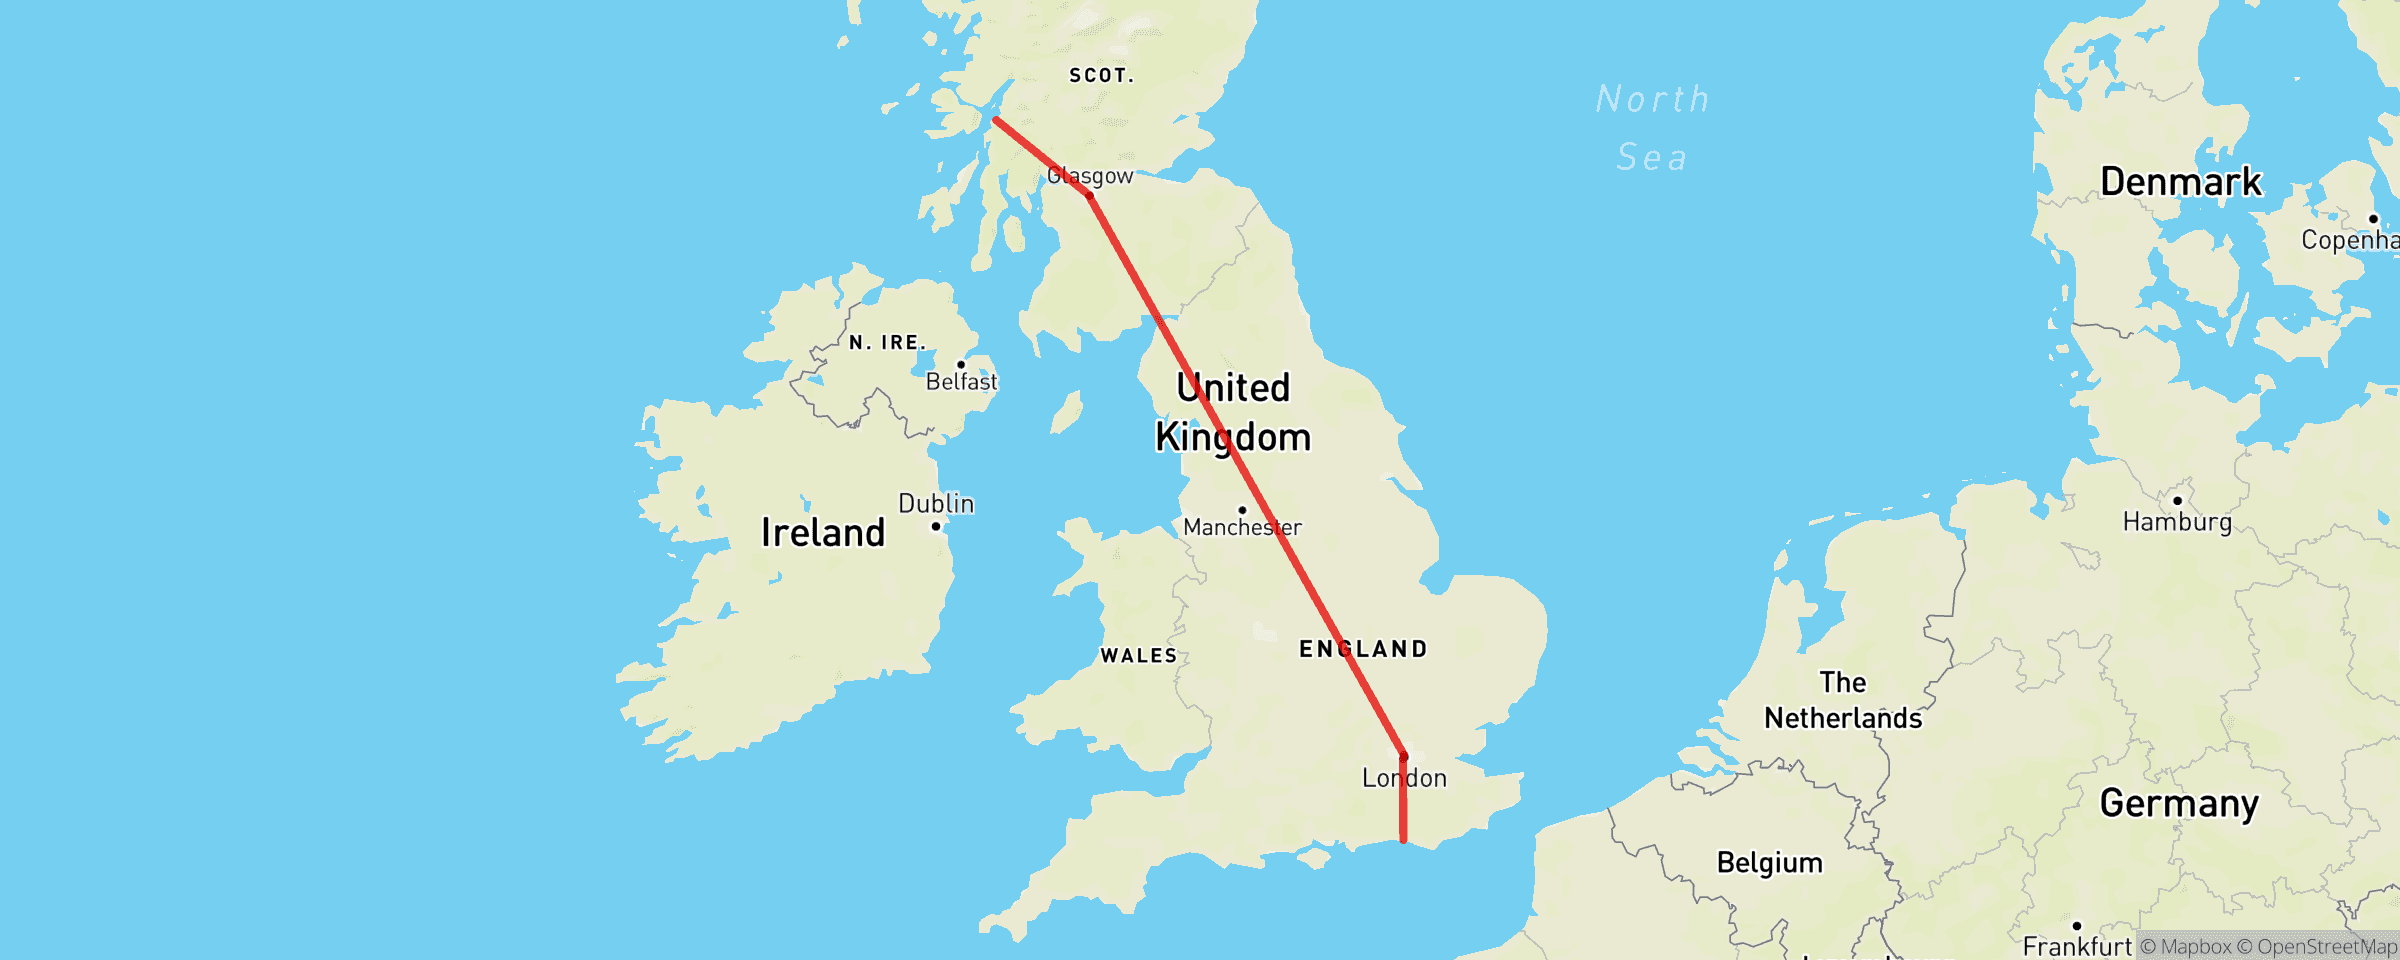 SCOT.
North
Sea
Glasgow
Denmark
Copenha
N. IRE.
Belfast
United
Kingdom
Dublin
Ireland
Manchester
Hamburg
WALES
ENGLAND
The
Netherlands
London
Germany
Belgium
Frankfurt
© Mapbox © OpenStreetMap